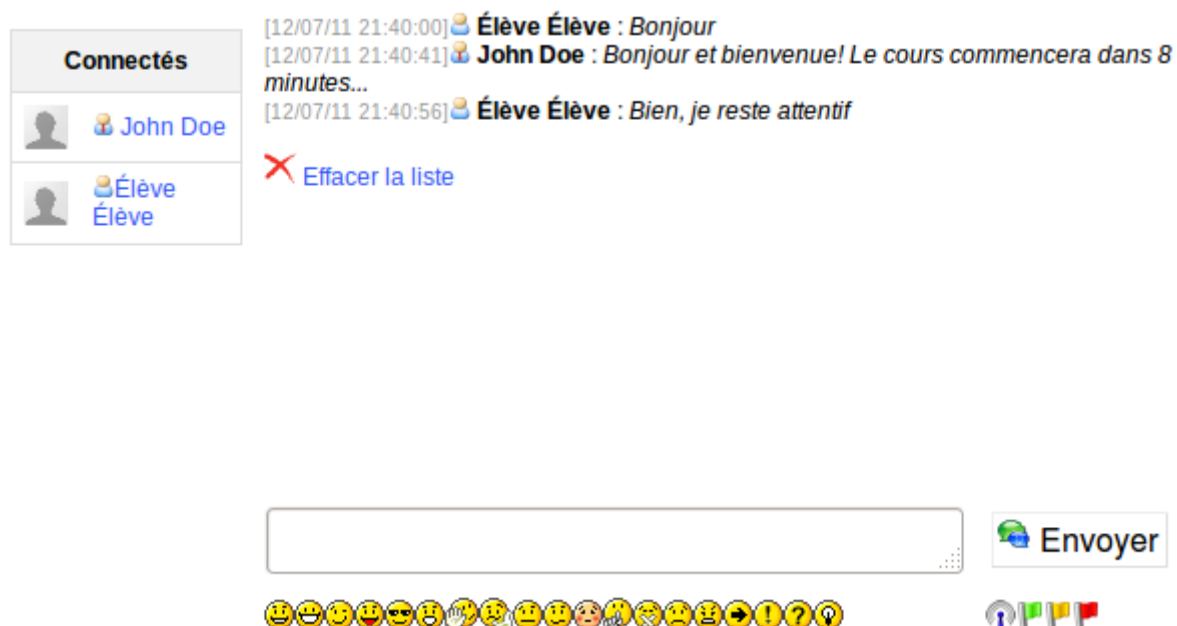 Connectés
John Doe
Élève
Élève
[12/07/11 21:40:00] Élève Élève : Bonjour
[12/07/11 21:40:41] John Doe : Bonjour et bienvenue! Le cours commencera dans 8
minutes...
[12/07/11 21:40:56] Élève Élève : Bien, je reste attentif
Effacer la liste
Envoyer